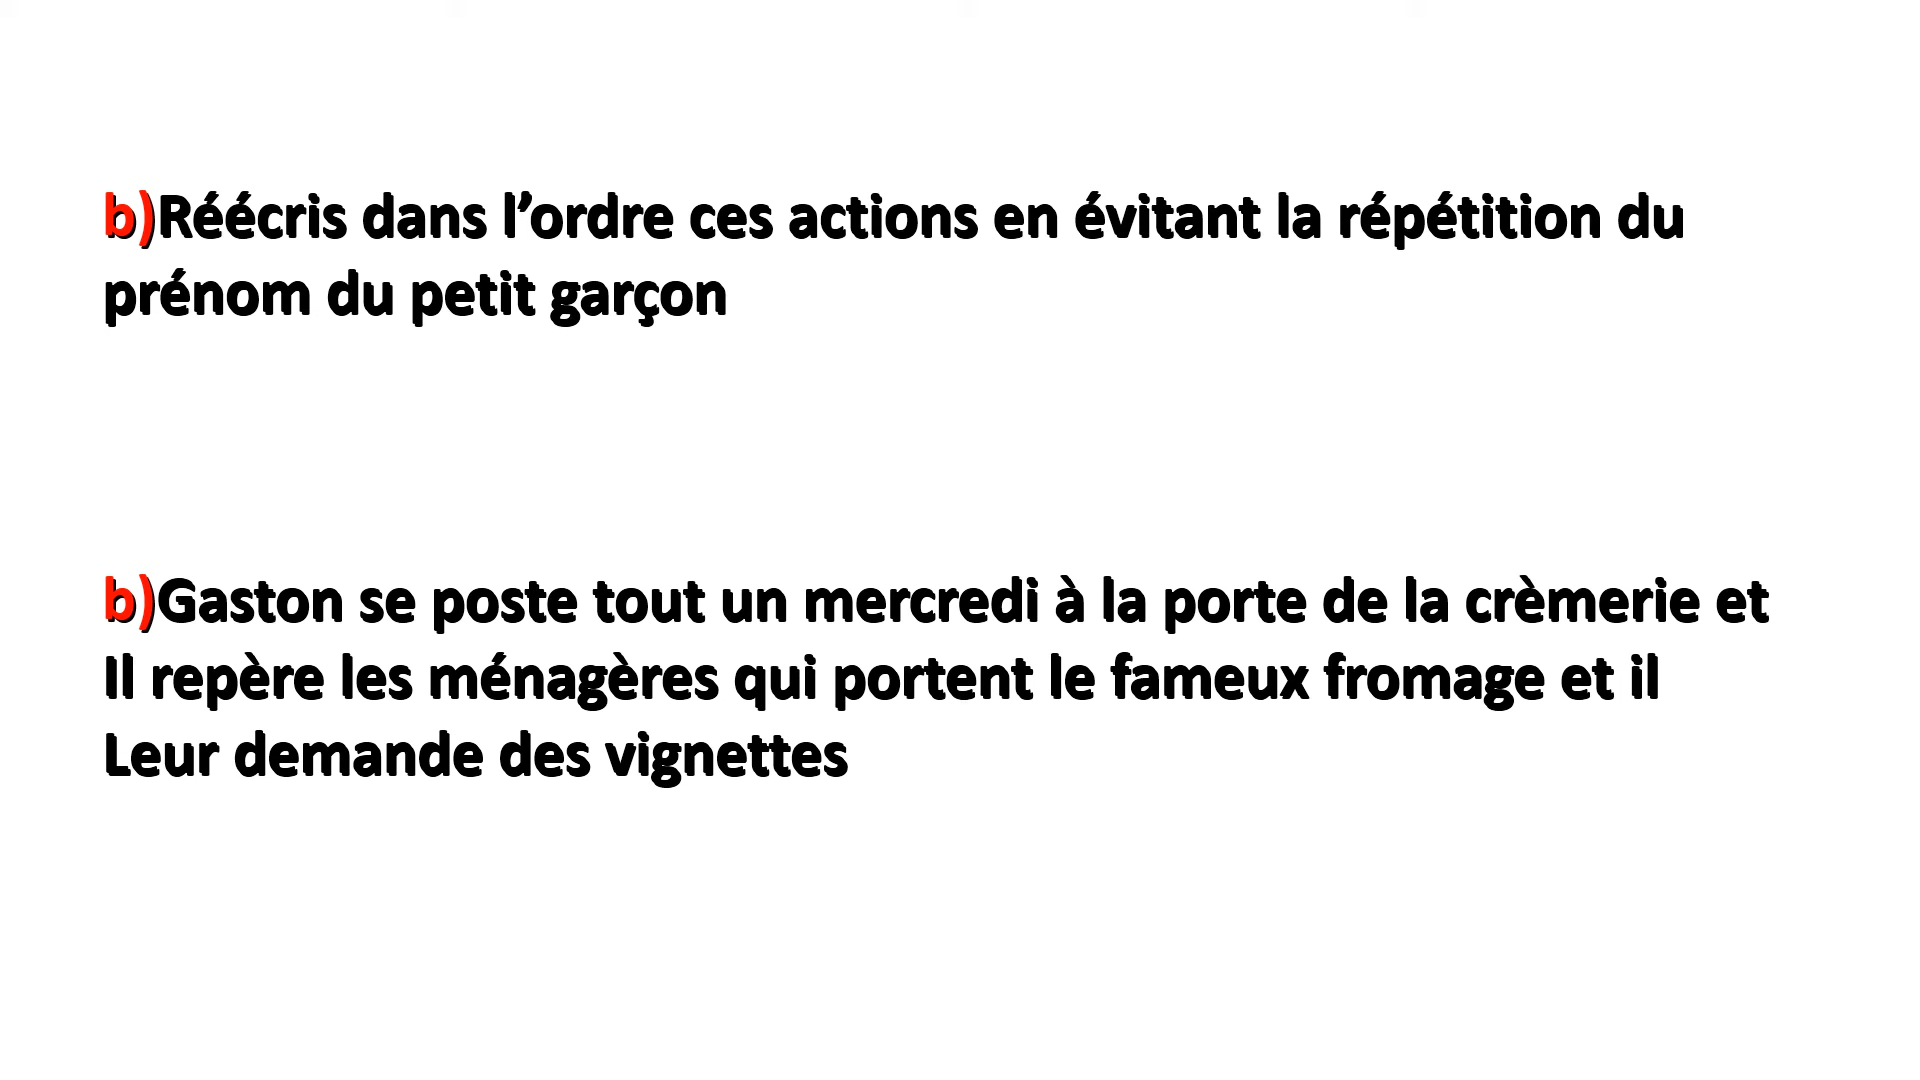 b)Réécris dans l’ordre ces actions en évitant la répétition du
prénom du petit garçon
b)Gaston se poste tout un mercredi à la porte de la crèmerie et
Il repère les ménagères qui portent le fameux fromage et il
Leur demande des vignettes